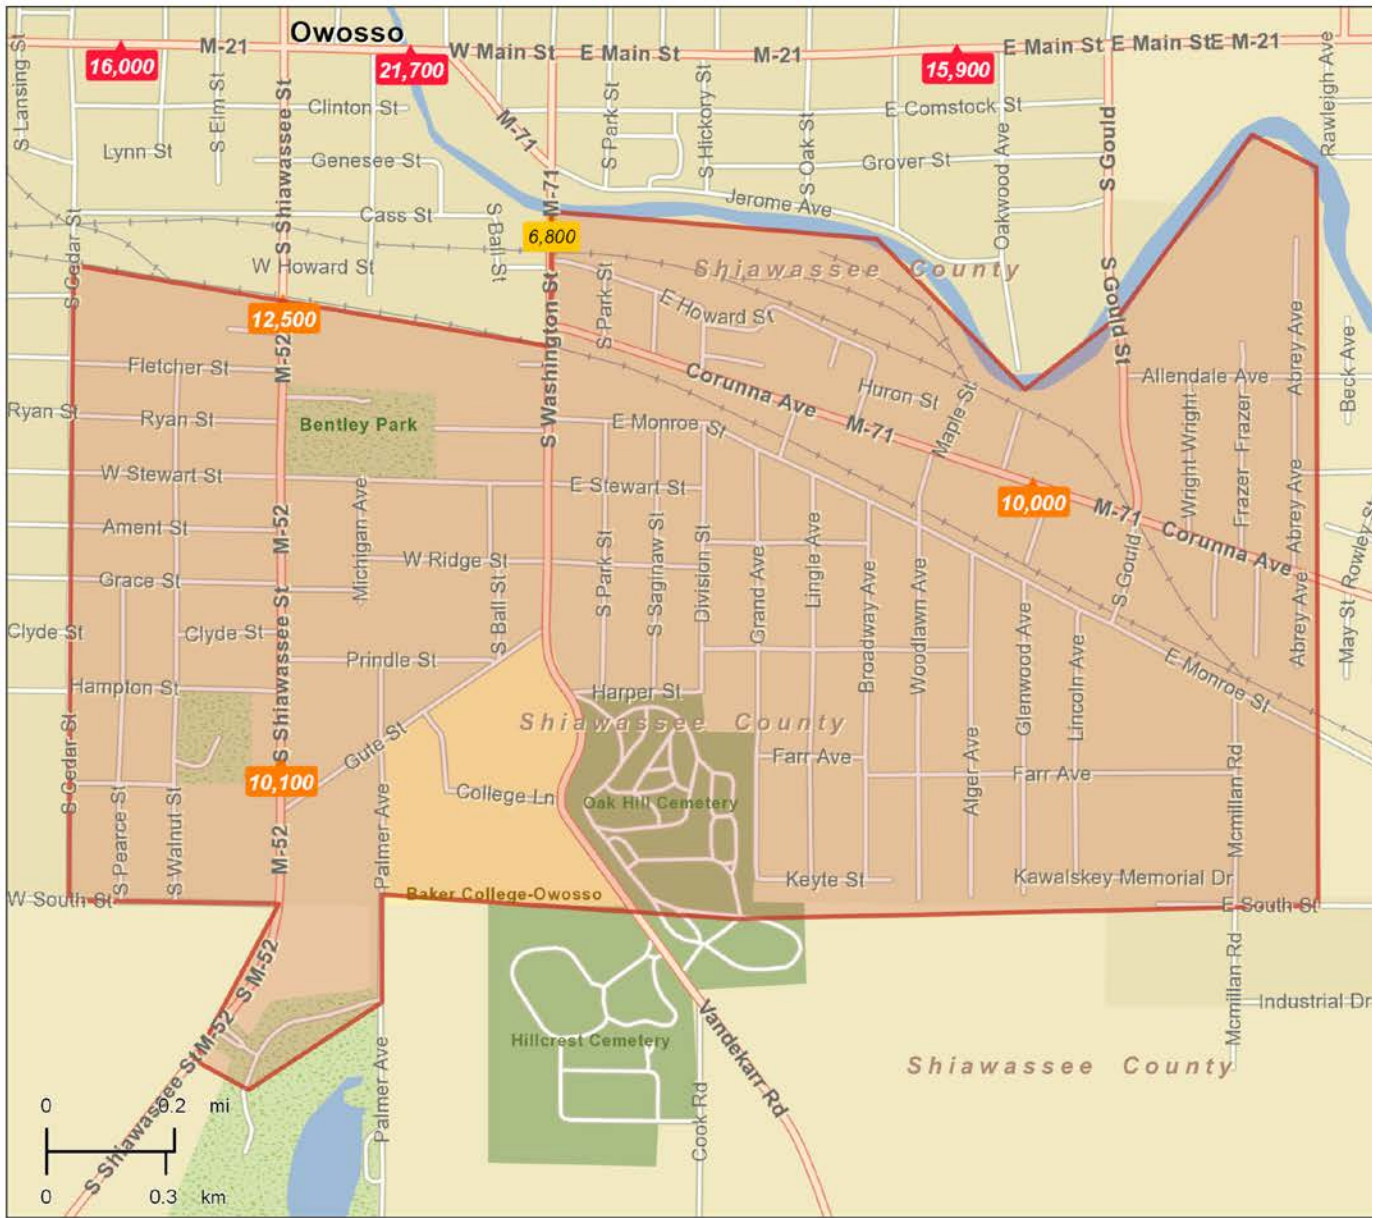 Owosso
M-21
W Main St
E Main St
M-21
E Main St
E Main St
E M-21
16,000
21,700
15,900
S Lansing St
S Elm St
S Shiawassee St
Clinton St
M-71
S Park St
S Hickory St
S Oak St
E Comstock St
Oakwood Ave
S Gould
Rawleigh Ave
Lynn St
Genesee St
Grover St
Jerome Ave
Cass St
S Ball St
M-71
6,800
S Cedar St
W Howard St
Shiawassee County
12,500
M-52
S Washington St
S Park St
E Howard St
S Gould St
Fletcher St
Corunna Ave
Huron St
Maple St
Allendale Ave
Abrey Ave
Beck Ave
Ryan St
Ryan St
Bentley Park
E Monroe St
M-71
Wright
Wright
Frazer
Frazer
W Stewart St
E Stewart St
10,000
M-71
Corunna Ave
Abrey Ave
Ament St
M-52
Michigan Ave
W Ridge St
S Park St
S Saginaw St
Division St
Grand Ave
Lingle Ave
Broadway Ave
Woodlawn Ave
S Gould
Rowley St
Grace St
S Ball St
Clyde St
Clyde St
S Shiawassee St
Prindle St
Glenwood Ave
Lincoln Ave
E Monroe St
Abrey Ave
May St
Hampton St
Harper St
Shiawassee County
S Cedar St
Gute St
Farr Ave
Farr Ave
Alger Ave
Mcmillan Rd
10,100
College Ln
Oak Hill Cemetery
S Pearce St
S Walnut St
M-52
Palmer Ave
Keyte St
Kawalskey Memorial Dr
W South St
Baker College-Owosso
E South St
S M-52
M-52
Hillcrest Cemetery
Vandekarr Rd
Mcmillan Rd
Industrial Dr
Shiawassee County
S Shiawassee St
Palmer Ave
Cook Rd
0 0.2 mi
0 0.3 km